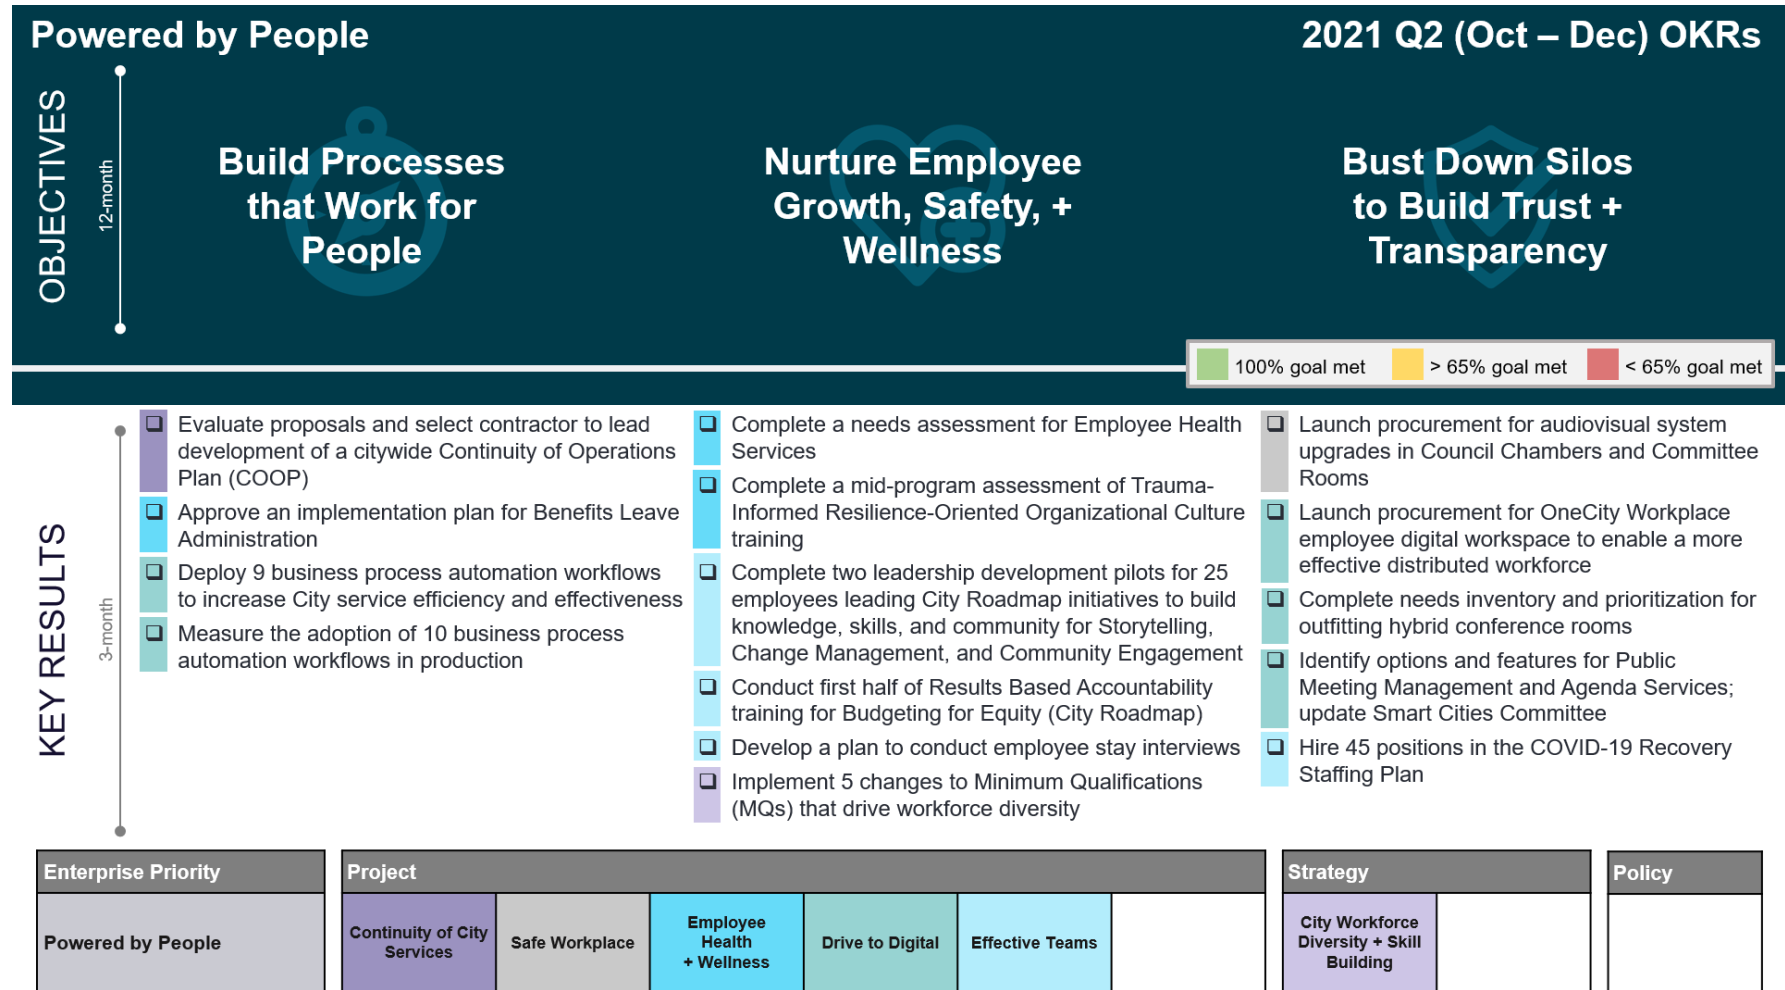 Powered by People
2021 Q2 (Oct – Dec) OKRs
OBJECTIVES
12-month
Build Processes
that Work for
People
Nurture Employee
Growth, Safety, +
Wellness
Bust Down Silos
to Build Trust +
Transparency
100% goal met
> 65% goal met
< 65% goal met
KEY RESULTS
3-month
❑ Evaluate proposals and select contractor to lead
development of a citywide Continuity of Operations
Plan (COOP)
❑ Approve an implementation plan for Benefits Leave
Administration
❑ Deploy 9 business process automation workflows
to increase City service efficiency and effectiveness
❑ Measure the adoption of 10 business process
automation workflows in production
❑ Complete a needs assessment for Employee Health
Services
❑ Complete a mid-program assessment of Trauma-
Informed Resilience-Oriented Organizational Culture
training
❑ Complete two leadership development pilots for 25
employees leading City Roadmap initiatives to build
knowledge, skills, and community for Storytelling,
Change Management, and Community Engagement
❑ Conduct first half of Results Based Accountability
training for Budgeting for Equity (City Roadmap)
❑ Develop a plan to conduct employee stay interviews
❑ Implement 5 changes to Minimum Qualifications
(MQs) that drive workforce diversity
❑ Launch procurement for audiovisual system
upgrades in Council Chambers and Committee
Rooms
❑ Launch procurement for OneCity Workplace
employee digital workspace to enable a more
effective distributed workforce
❑ Complete needs inventory and prioritization for
outfitting hybrid conference rooms
❑ Identify options and features for Public
Meeting Management and Agenda Services;
update Smart Cities Committee
❑ Hire 45 positions in the COVID-19 Recovery
Staffing Plan
Enterprise Priority
Powered by People
Project
Continuity of City
Services
Safe Workplace
Employee
Health
+ Wellness
Drive to Digital
Effective Teams
Strategy
City Workforce
Diversity + Skill
Building
Policy